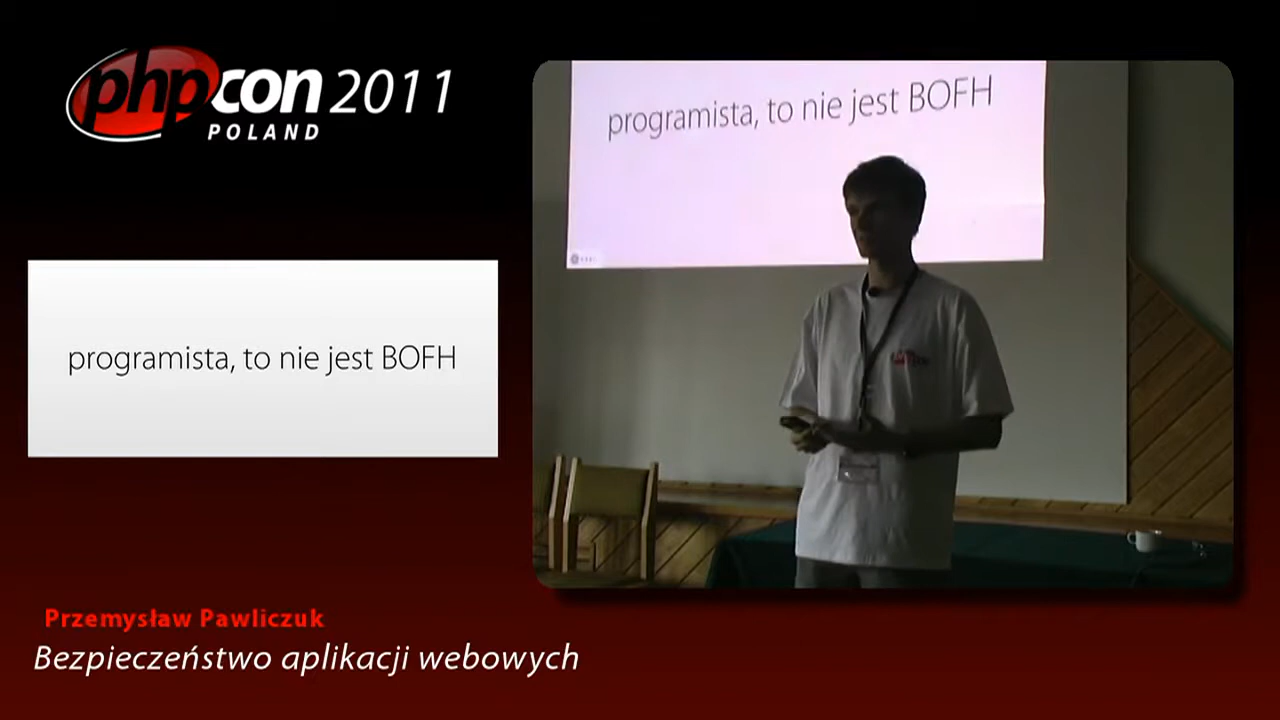 phpcon 2011
POLAND
programista, to nie jest BOFH
programista, to nie jest BOFH
Przemysław Pawliczuk
Bezpieczeństwo aplikacji webowych